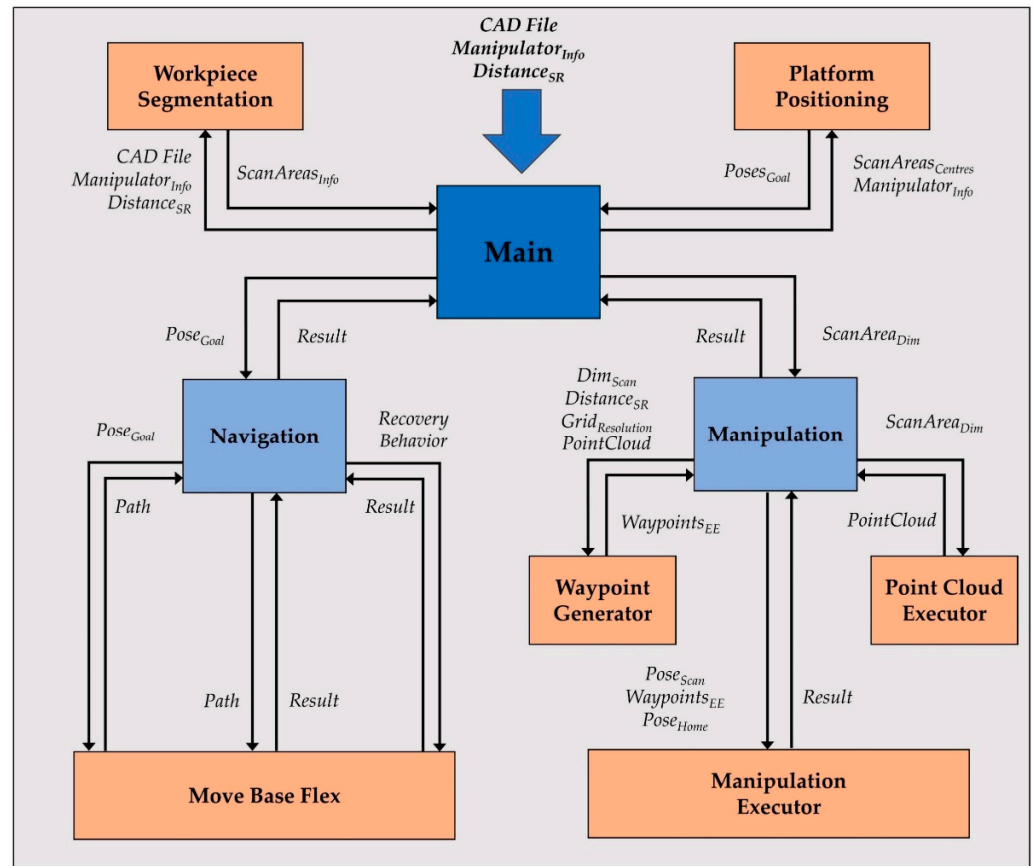 CAD File
Manipulator_Info
Distance_SR
Workpiece
Segmentation
Platform
Positioning
CAD File
Manipulator_Info
Distance_SR
ScanAreas_Info
Poses_Goal
ScanAreas_Centres
Manipulator_Info
Main
Pose_Goal
Result
Result
ScanArea_Dim
Pose_Goal
Navigation
Recovery
Behavior
Dim_Scan
Distance_SR
Grid_Resolution
PointCloud
Manipulation
ScanArea_Dim
Path
Result
Waypoints_EE
PointCloud
Waypoint
Generator
Point Cloud
Executor
Path
Result
Pose_Scan
Waypoints_EE
Pose_Home
Result
Move Base Flex
Manipulation
Executor